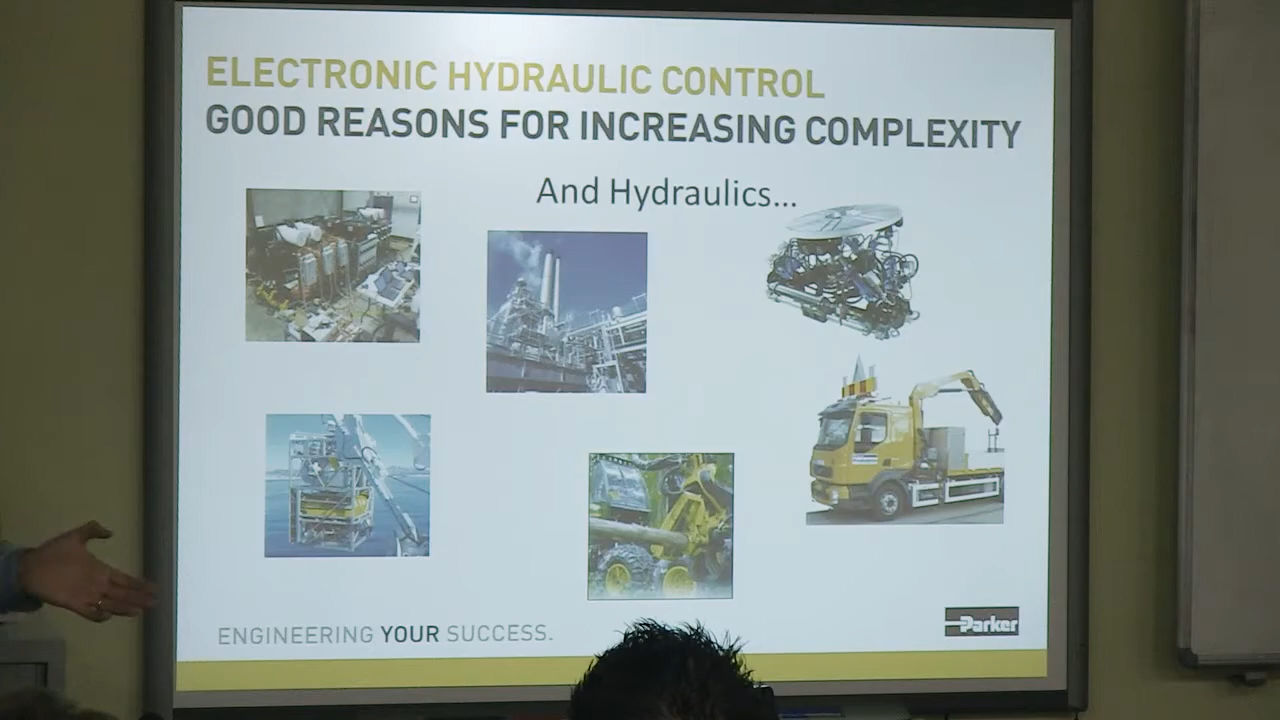 ELECTRONIC HYDRAULIC CONTROL
GOOD REASONS FOR INCREASING COMPLEXITY
And Hydraulics...
ENGINEERING YOUR SUCCESS.
Parker